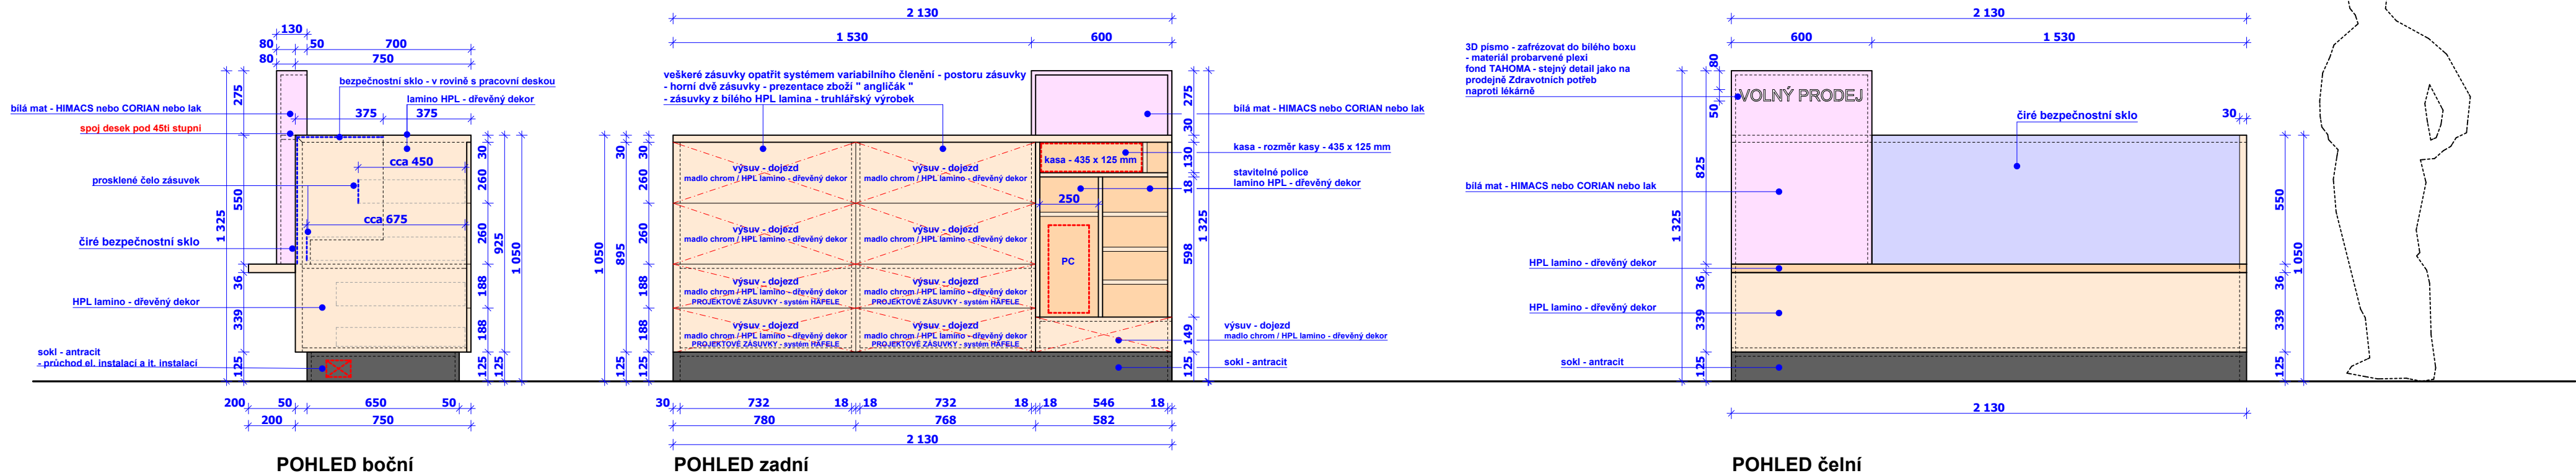 130
80
50
700
80
750
bezpečnostní sklo - v rovině s pracovní deskou
lamino HPL - dřevěný dekor
bílá mat - HIMACS nebo CORIAN nebo lak
spoj desek pod 45ti stupni
375
375
cca 450
prosklené čelo zásuvek
cca 675
čiré bezpečnostní sklo
HPL lamino - dřevěný dekor
sokl - antracit
- průchod el. instalací a it. instalací
1 325
275
550
36
339
125
30
260
260
188
188
125
925
125
1 050
200
50
650
50
200
750
POHLED boční
2 130
1 530
600
veškeré zásuvky opatřit systémem variabilního členění - postoru zásuvky
- horní dvě zásuvky - prezentace zboží " angličák "
- zásuvky z bílého HPL lamina - truhlářský výrobek
1 050
30
895
125
30
260
260
188
188
125
výsuv - dojezd
madlo chrom / HPL lamino - dřevěný dekor
výsuv - dojezd
madlo chrom / HPL lamino - dřevěný dekor
výsuv - dojezd
madlo chrom / HPL lamino - dřevěný dekor
výsuv - dojezd
madlo chrom / HPL lamino - dřevěný dekor
výsuv - dojezd
madlo chrom / HPL lamino - dřevěný dekor
PROJEKTOVÉ ZÁSUVKY - systém HÄFELE
výsuv - dojezd
madlo chrom / HPL lamino - dřevěný dekor
PROJEKTOVÉ ZÁSUVKY - systém HÄFELE
výsuv - dojezd
madlo chrom / HPL lamino - dřevěný dekor
PROJEKTOVÉ ZÁSUVKY - systém HÄFELE
výsuv - dojezd
madlo chrom / HPL lamino - dřevěný dekor
PROJEKTOVÉ ZÁSUVKY - systém HÄFELE
kasa - 435 x 125 mm
250
PC
275
30
130
18
598
149
125
1 325
bílá mat - HIMACS nebo CORIAN nebo lak
kasa - rozměr kasy - 435 x 125 mm
stavitelné police
lamino HPL - dřevěný dekor
výsuv - dojezd
madlo chrom / HPL lamino - dřevěný dekor
sokl - antracit
30
732
18
18
732
18
18
546
18
780
768
582
2 130
POHLED zadní
2 130
600
1 530
3D písmo - zafrézovat do bílého boxu
- materiál probarvené plexi
fond TAHOMA - stejný detail jako na
prodejně Zdravotních potřeb
naproti lékárně
80
50
VOLNÝ PRODEJ
čiré bezpečnostní sklo
30
bílá mat - HIMACS nebo CORIAN nebo lak
HPL lamino - dřevěný dekor
HPL lamino - dřevěný dekor
sokl - antracit
1 325
825
36
339
125
550
36
339
125
1 050
2 130
POHLED čelní